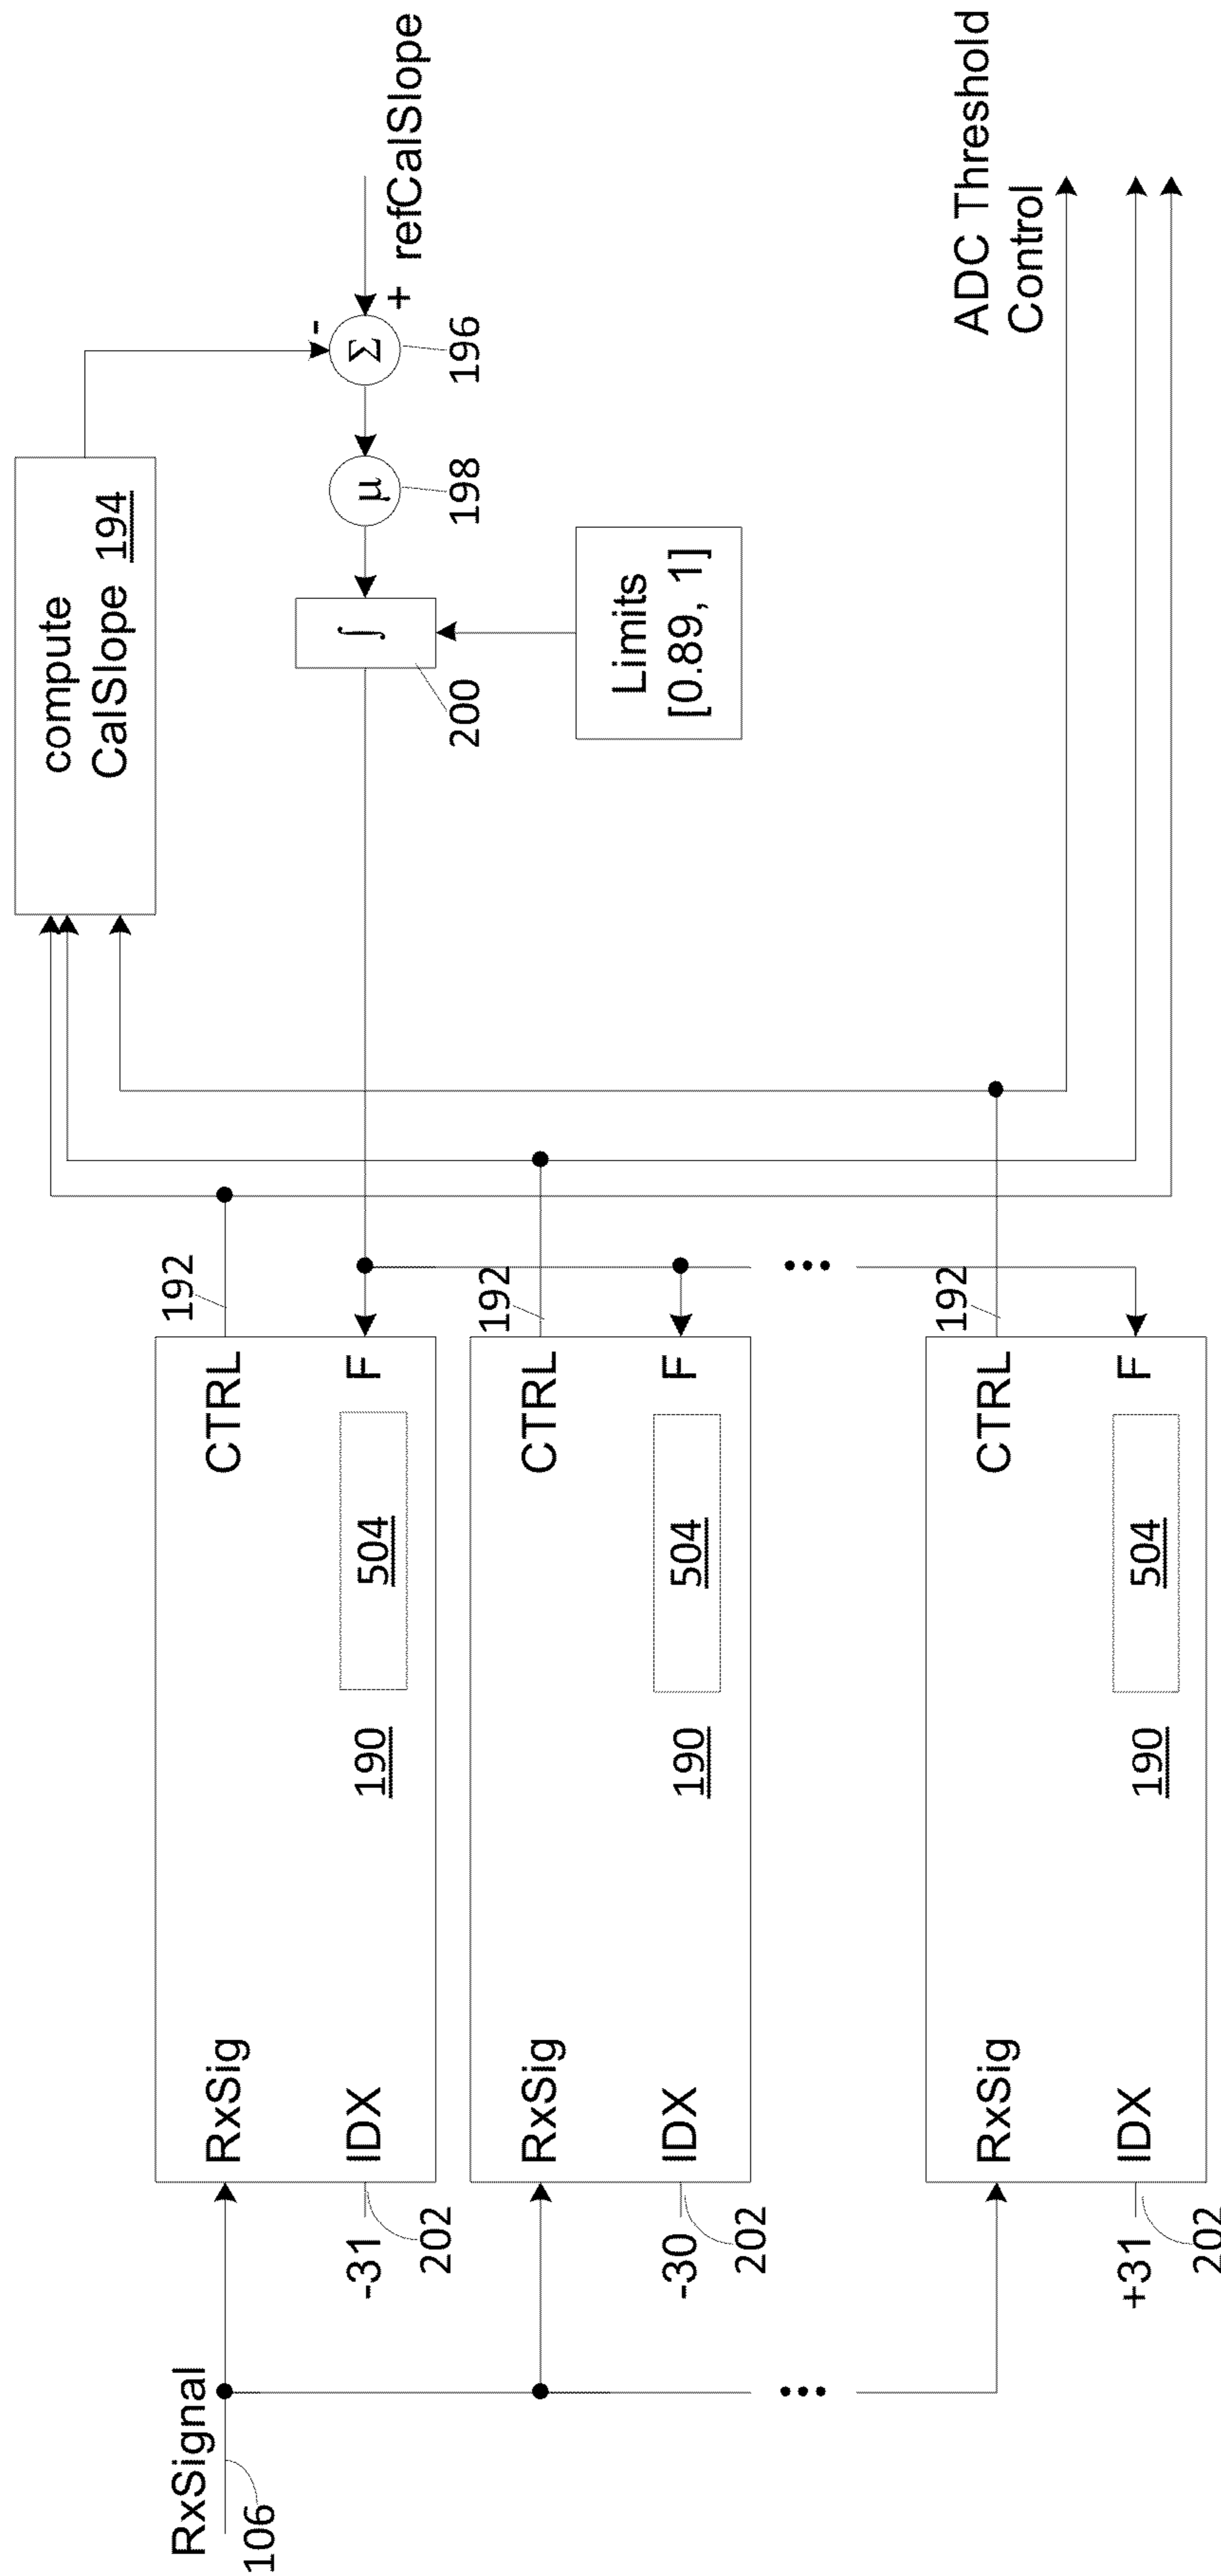 RxSignal
106
RxSig
CTRL
192
IDX
F
-31
202
190
504
RxSig
CTRL
192
IDX
F
-30
202
190
504
...
...
RxSig
CTRL
192
IDX
F
+31
202
190
504
compute
CalSlope 194
-
+
refCalSlope
Σ
196
μ
198
∫
200
Limits
[0.89, 1]
ADC Threshold
Control